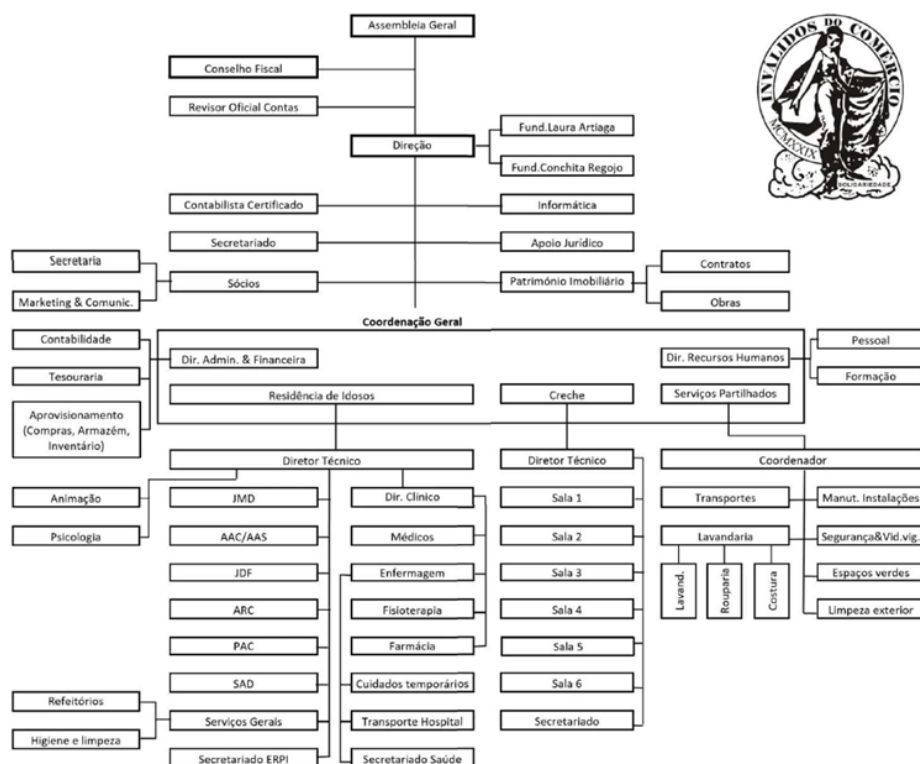 Assembleia Geral
INVÁLIDOS DO COMÉRCIO
MCMXXIX
SOLIDARIEDADE
Conselho Fiscal
Revisor Oficial Contas
Direção
Fund.Laura Artiaga
Fund.Conchita Regojo
Contabilista Certificado
Informática
Secretariado
Apoio Jurídico
Secretaria
Marketing & Comunic.
Sócios
Património Imobiliário
Contratos
Obras
Coordenação Geral
Contabilidade
Tesouraria
Aprovisionamento
(Compras, Armazém,
Inventário)
Dir. Admin. & Financeira
Dir. Recursos Humanos
Pessoal
Formação
Residência de Idosos
Creche
Serviços Partilhados
Diretor Técnico
Diretor Técnico
Coordenador
Animação
Psicologia
JMD
AAC/AAS
JDF
ARC
PAC
SAD
Serviços Gerais
Secretariado ERPI
Refeitórios
Higiene e limpeza
Dir. Clínico
Médicos
Enfermagem
Fisioterapia
Farmácia
Cuidados temporários
Transporte Hospital
Secretariado Saúde
Sala 1
Sala 2
Sala 3
Sala 4
Sala 5
Sala 6
Secretariado
Transportes
Lavandaria
Lavand.
Rouparia
Costura
Manut. Instalações
Segurança&Vid.vig.
Espaços verdes
Limpeza exterior